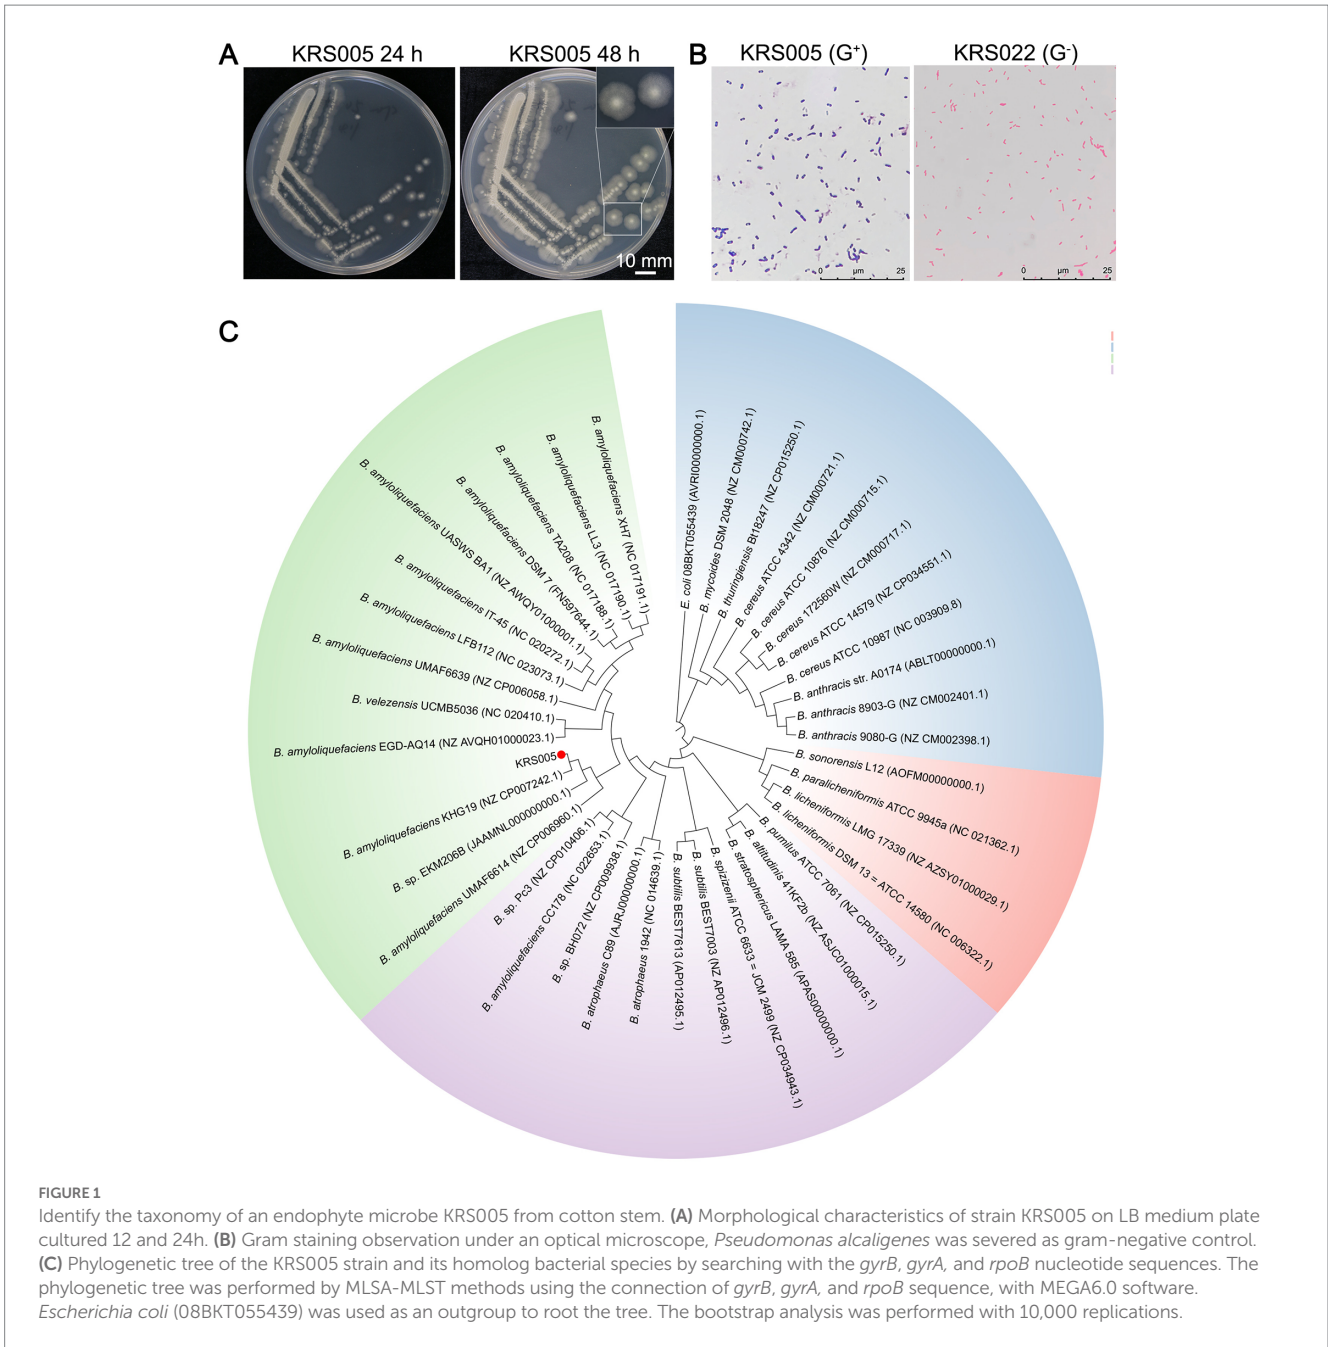 A
KRS005 24 h
KRS005 48 h
10 mm
B
KRS005 (G+)
KRS022 (G-)
0 µm 25
0 µm 25
C
E. coli 08BKT055439 (AVRI00000000.1)
B. mycoides DSM 2048 (NZ CM000742.1)
B. thuringiensis Bt18247 (NZ CP015250.1)
B. cereus ATCC 4342 (NZ CM000721.1)
B. cereus ATCC 10876 (NZ CM000715.1)
B. cereus 172560W (NZ CM000717.1)
B. cereus ATCC 14579 (NZ CP034551.1)
B. cereus ATCC 10987 (NC 003909.8)
B. anthracis str. A0174 (ABLT00000000.1)
B. anthracis 8903-G (NZ CM002401.1)
B. anthracis 9080-G (NZ CM002398.1)
B. sonorensis L12 (AOFM00000000.1)
B. paralicheniformis ATCC 9945a (NC 021362.1)
B. licheniformis LMG 17339 (NZ AZSY01000029.1)
B. licheniformis DSM 13 = ATCC 14580 (NC 006322.1)
B. pumilus ATCC 7061 (NZ CP015250.1)
B. altitudinis 41KF2b (NZ ASJC01000015.1)
B. stratosphericus LAMA 585 (APAS00000000.1)
B. spizizenii ATCC 6633 = JCM 2499 (NZ CP034943.1)
B. subtilis BEST7003 (NZ AP012496.1)
B. subtilis BEST7613 (AP012495.1)
B. atrophaeus 1942 (NC 014639.1)
B. atrophaeus C89 (AJRJ00000000.1)
B. sp. BH072 (NZ CP009938.1)
B. amyloliquefaciens CC178 (NC 022653.1)
B. sp. Pc3 (NZ CP010406.1)
B. amyloliquefaciens UMAF6614 (NZ CP006960.1)
B. sp. EKM206B (JAAMNL000000000.1)
B. amyloliquefaciens KHG19 (NZ CP007242.1)
KRS005
B. amyloliquefaciens EGD-AQ14 (NZ AVQH01000023.1)
B. velezensis UCMB5036 (NC 020410.1)
B. amyloliquefaciens UMAF6639 (NZ CP006058.1)
B. amyloliquefaciens LFB112 (NC 023073.1)
B. amyloliquefaciens IT-45 (NC 020272.1)
B. amyloliquefaciens UASWS BA1 (NZ AWQY01000001.1)
B. amyloliquefaciens DSM 7 (FN597644.1)
B. amyloliquefaciens TA208 (NC 017188.1)
B. amyloliquefaciens LL3 (NC 017190.1)
B. amyloliquefaciens XH7 (NC 017191.1)
FIGURE 1
Identify the taxonomy of an endophyte microbe KRS005 from cotton stem. (A) Morphological characteristics of strain KRS005 on LB medium plate
cultured 12 and 24h. (B) Gram staining observation under an optical microscope, Pseudomonas alcaligenes was severed as gram-negative control.
(C) Phylogenetic tree of the KRS005 strain and its homolog bacterial species by searching with the gyrB, gyrA, and rpoB nucleotide sequences. The
phylogenetic tree was performed by MLSA-MLST methods using the connection of gyrB, gyrA, and rpoB sequence, with MEGA6.0 software.
Escherichia coli (08BKT055439) was used as an outgroup to root the tree. The bootstrap analysis was performed with 10,000 replications.